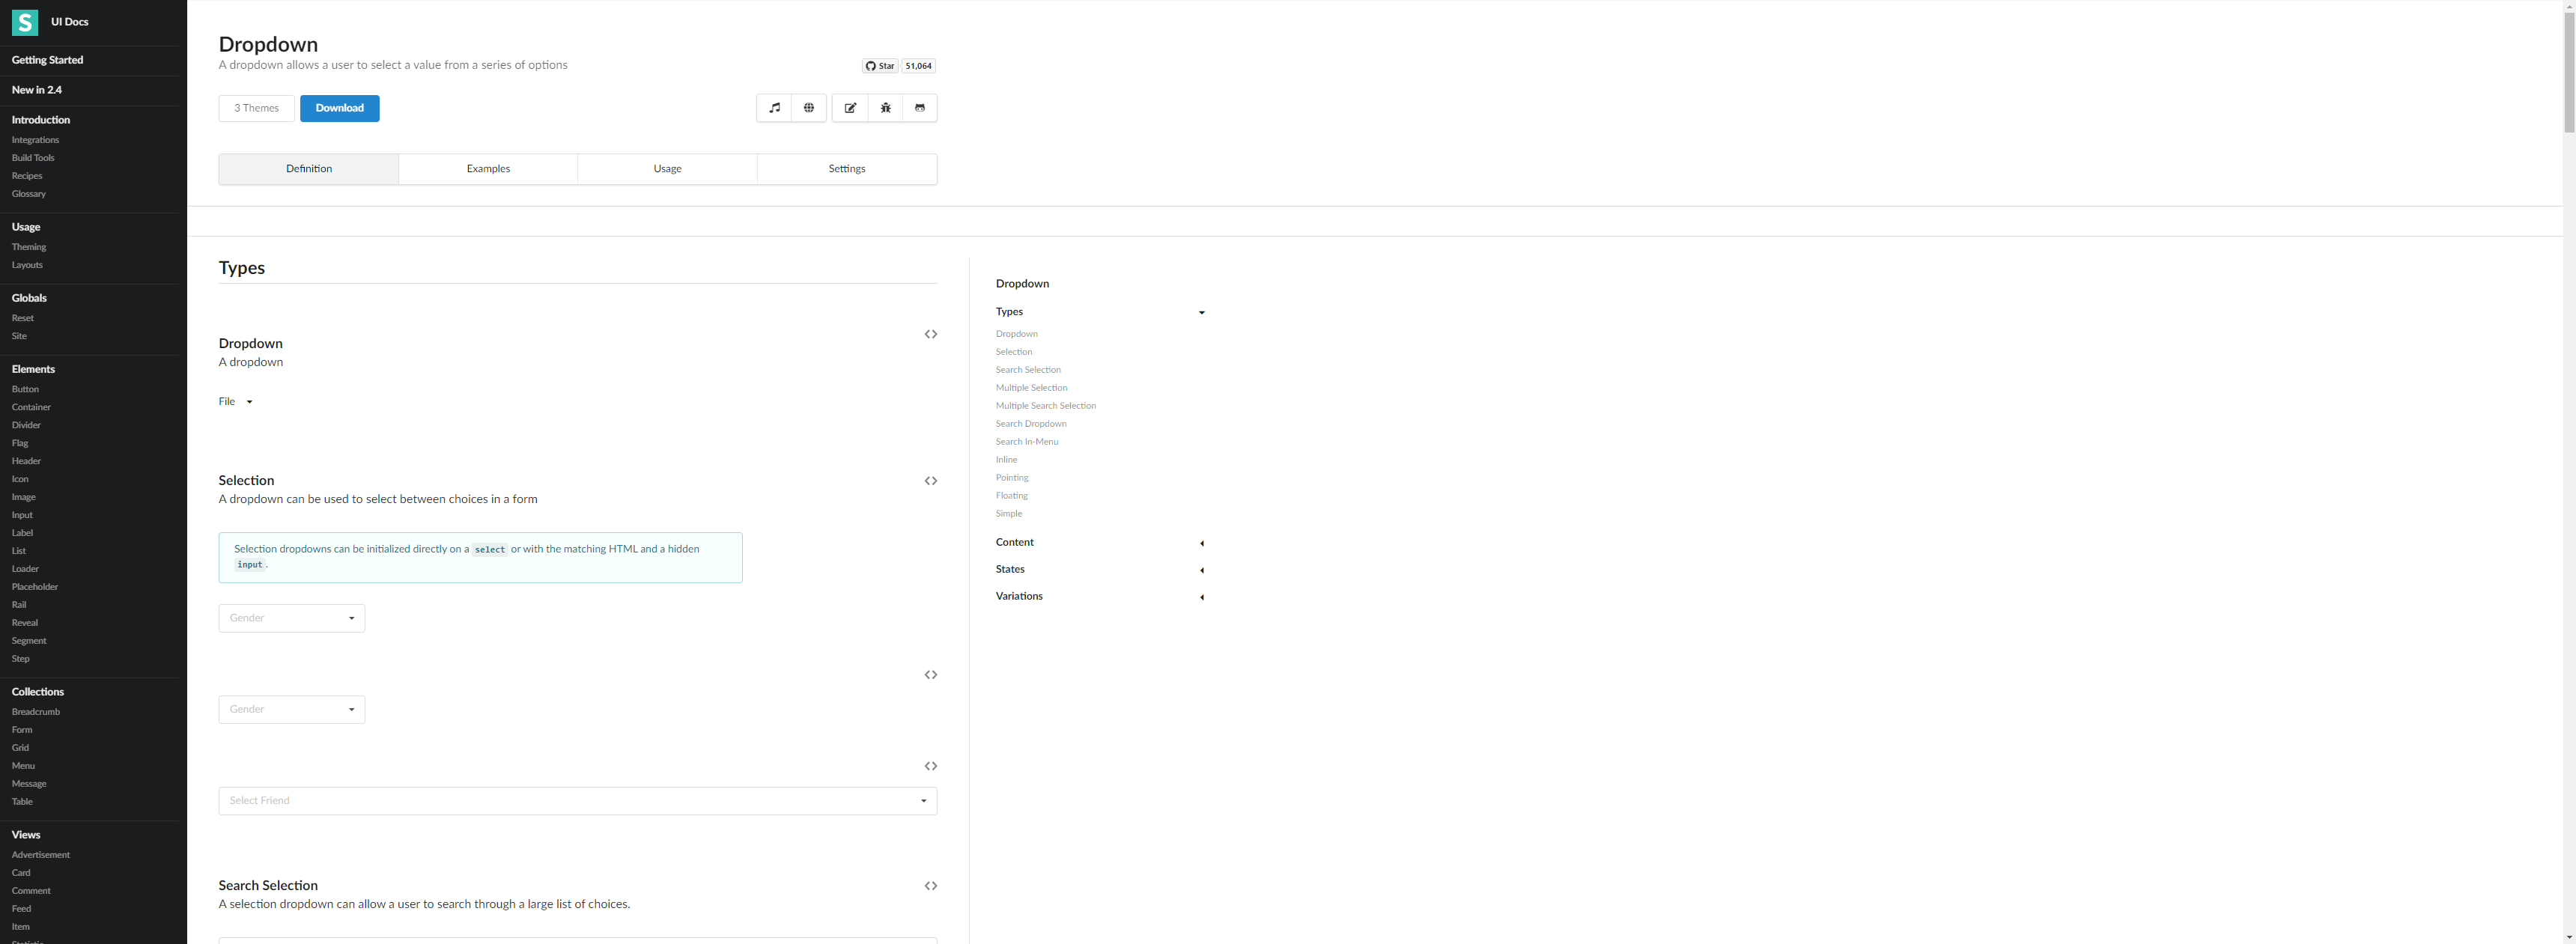 S
UI Docs
Getting Started
New in 2.4
Introduction
Integrations
Build Tools
Recipes
Glossary
Usage
Theming
Layouts
Globals
Reset
Site
Elements
Button
Container
Divider
Flag
Header
Icon
Image
Input
Label
List
Loader
Placeholder
Rail
Reveal
Segment
Step
Collections
Breadcrumb
Form
Grid
Menu
Message
Table
Views
Advertisement
Card
Comment
Feed
Item
Statistic
Dropdown
A dropdown allows a user to select a value from a series of options
Star 51,064
3 Themes Download
Definition Examples Usage Settings
Types
Dropdown
A dropdown
File
Selection
A dropdown can be used to select between choices in a form
Selection dropdowns can be initialized directly on a select or with the matching HTML and a hidden
input.
Gender
Gender
Select Friend
Search Selection
A selection dropdown can allow a user to search through a large list of choices.
Dropdown
Types
Dropdown
Selection
Search Selection
Multiple Selection
Multiple Search Selection
Search Dropdown
Search In-Menu
Inline
Pointing
Floating
Simple
Content
States
Variations